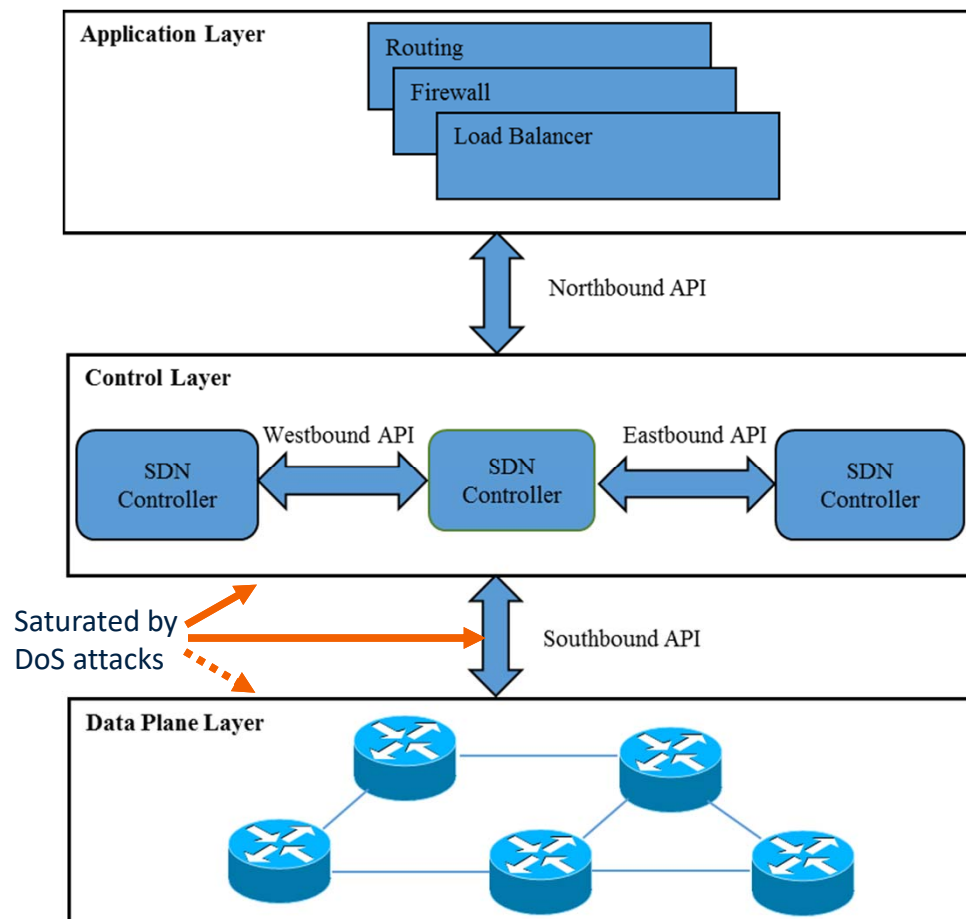 Application Layer
Routing
Firewall
Load Balancer
Northbound API
Control Layer
Westbound API
Eastbound API
SDN
Controller
SDN
Controller
SDN
Controller
Saturated by
DoS attacks
Southbound API
Data Plane Layer